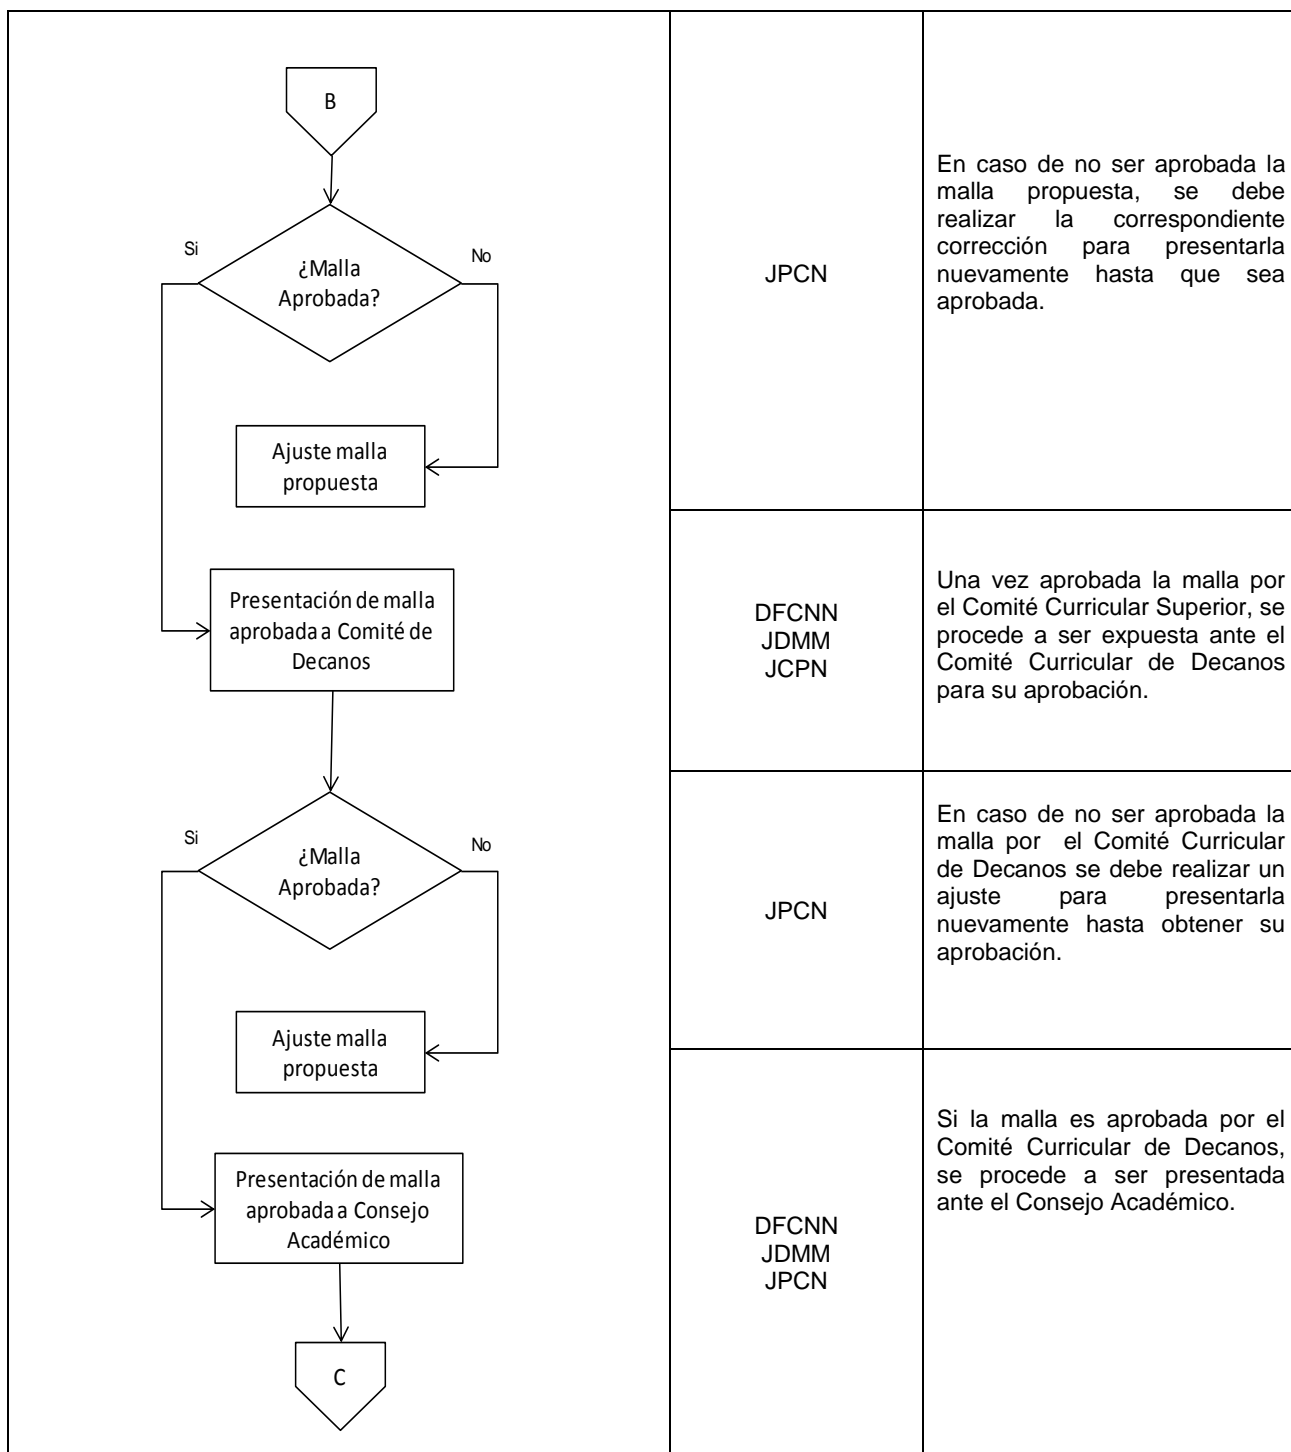 B
¿Malla
Aprobada?
Si
No
Ajuste malla
propuesta
JPCN
En caso de no ser aprobada la
malla propuesta, se debe
realizar la correspondiente
corrección para presentarla
nuevamente hasta que sea
aprobada.
Presentación de malla
aprobada a Comité de
Decanos
DFCNN
JDMM
JCPN
Una vez aprobada la malla por
el Comité Curricular Superior, se
procede a ser expuesta ante el
Comité Curricular de Decanos
para su aprobación.
¿Malla
Aprobada?
Si
No
Ajuste malla
propuesta
JPCN
En caso de no ser aprobada la
malla por el Comité Curricular
de Decanos se debe realizar un
ajuste para presentarla
nuevamente hasta obtener su
aprobación.
Presentación de malla
aprobada a Consejo
Académico
C
DFCNN
JDMM
JPCN
Si la malla es aprobada por el
Comité Curricular de Decanos,
se procede a ser presentada
ante el Consejo Académico.